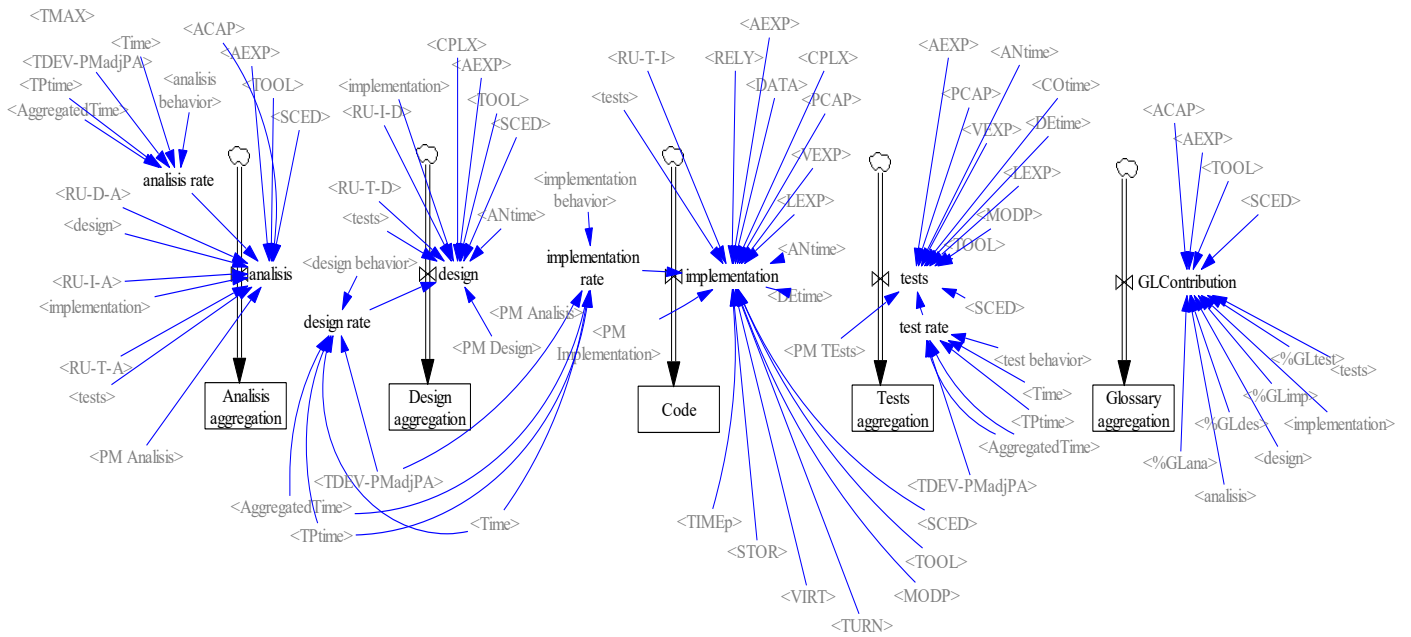 <TMAX>
<Time>
<TDEV-PMadjPA>
<TPtime>
<AggregatedTime>
<analisis
behavior>
analisis rate
<ACAP>
<AEXP>
<TOOL>
<SCED>
<RU-D-A>
<design>
<RU-I-A>
<implementation>
<RU-T-A>
<tests>
<PM Analisis>
analisis
Analisis
aggregation
<CPLX>
<AEXP>
<implementation>
<TOOL>
<RU-I-D>
<SCED>
<RU-T-D>
<tests>
<ANtime>
design
<design behavior>
design rate
<PM Analisis>
<PM Design>
Design
aggregation
<TDEV-PMadjPA>
<AggregatedTime>
<TPtime>
<Time>
<implementation
behavior>
implementation
rate
<AEXP>
<RU-T-I>
<RELY>
<CPLX>
<DATA>
<tests>
<PCAP>
<VEXP>
<LEXP>
<ANtime>
implementation
<DEtime>
<PM
Implementation>
Code
<TIMEp>
<STOR>
<VIRT>
<TURN>
<MODP>
<TOOL>
<SCED>
<AEXP>
<ANtime>
<PCAP>
<COtime>
<VEXP>
<DEtime>
<LEXP>
<MODP>
<TOOL>
tests
<SCED>
test rate
<PM TEsts>
<test behavior>
<Time>
<TPtime>
<AggregatedTime>
<TDEV-PMadjPA>
Tests
aggregation
<ACAP>
<AEXP>
<TOOL>
<SCED>
GLContribution
<%GLtest>
<tests>
<%GLimp>
<implementation>
<%GLdes>
<design>
<%GLana>
<analisis>
Glossary
aggregation